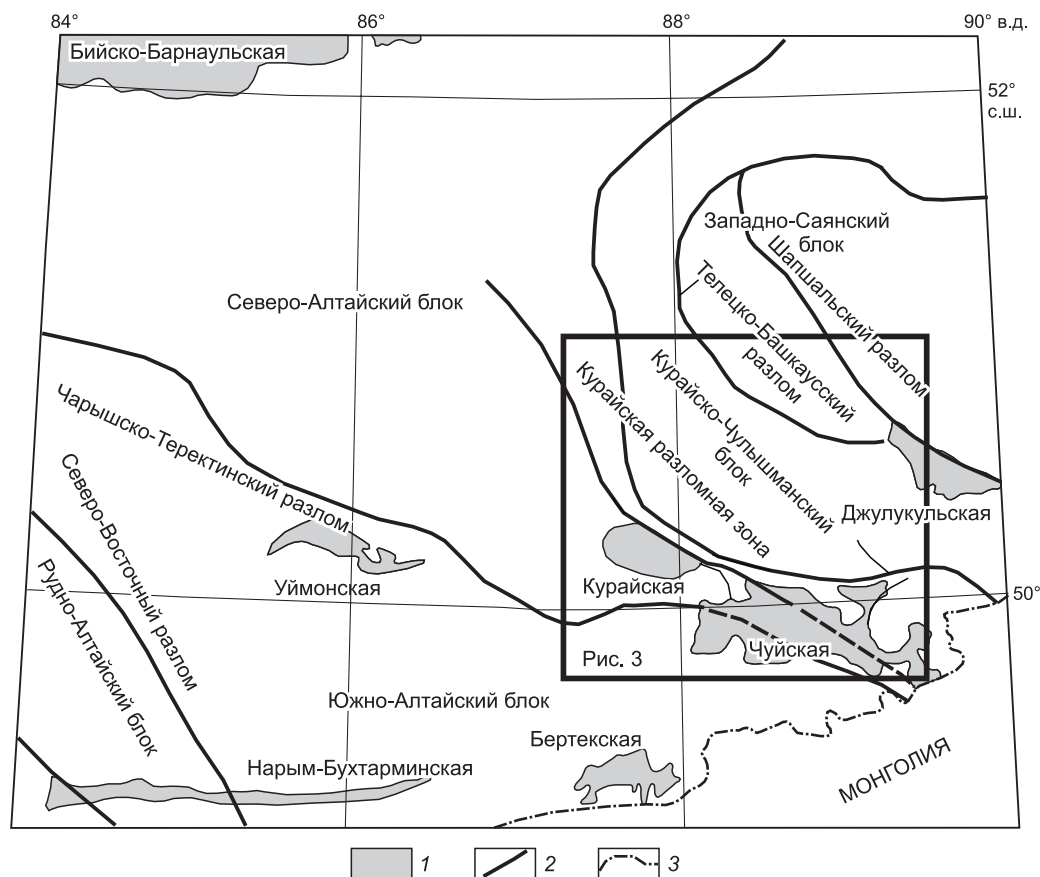 84°
86°
88°
90° в.д.
Бийско-Барнаульская
52°
с.ш.
Западно-Саянский
блок
Шапшальский разлом
Телецко-Башкаусский
разлом
Северо-Алтайский блок
Курайско-Чулышманский
блок
Курайская разломная зона
Чарышско-Теректинский разлом
Северо-Восточный разлом
Джулукульская
Рудно-Алтайский блок
Уймонская
Курайская
50°
Чуйская
Рис. 3
Южно-Алтайский блок
Бертекская
Нарым-Бухтарминская
МОНГОЛИЯ
1
2
3